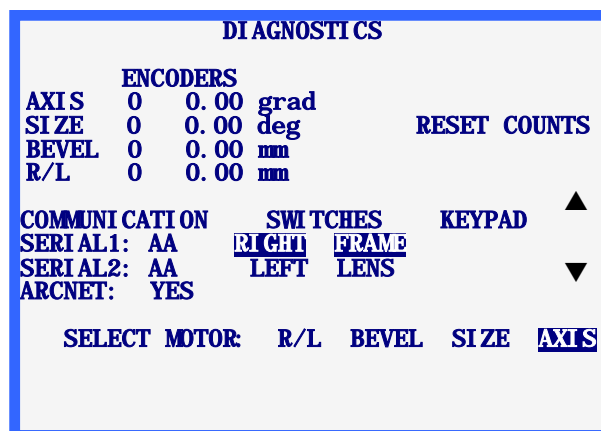 DIAGNOSTICS
ENCODERS
AXIS 0 0.00 grad
SIZE 0 0.00 deg RESET COUNTS
BEVEL 0 0.00 mm
R/L 0 0.00 mm
COMMUNICATION SWITCHES KEYPAD
SERIAL1: AA RIGHT FRAME
SERIAL2: AA LEFT LENS
ARCNET: YES
SELECT MOTOR: R/L BEVEL SIZE AXIS